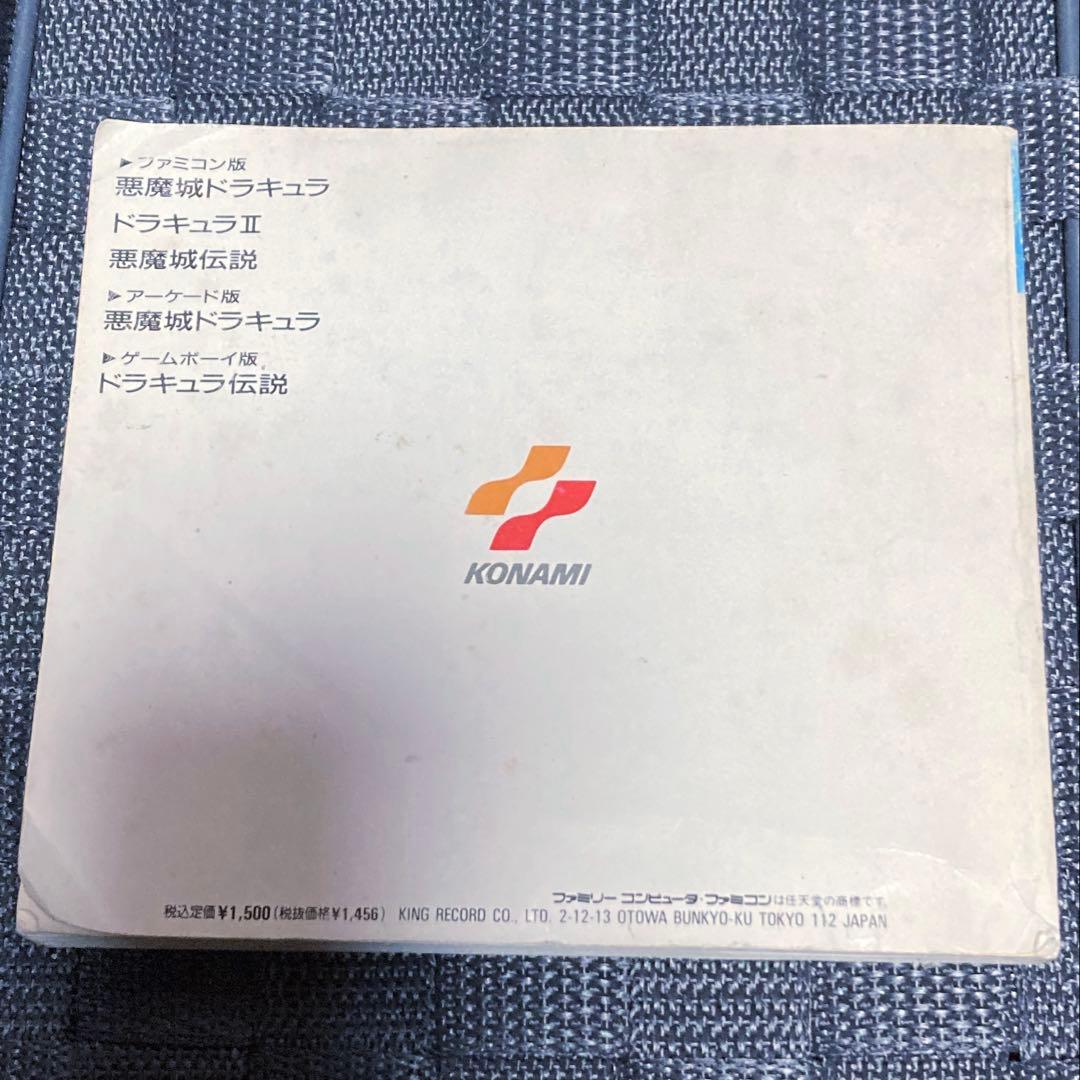 ▶ファミコン版
悪魔城ドラキュラ
ドラキュラⅡ
悪魔城伝説
▶アーケード版
悪魔城ドラキュラ
▶ゲームボーイ版
ドラキュラ伝説
KONAMI
ファミリーコンピュータ・ファミコンは任天堂の商標です。
税込定価¥1,500(税抜価格¥1,456) KING RECORD CO., LTD. 2-12-13 OTOWA BUNKYO-KU TOKYO 112 JAPAN